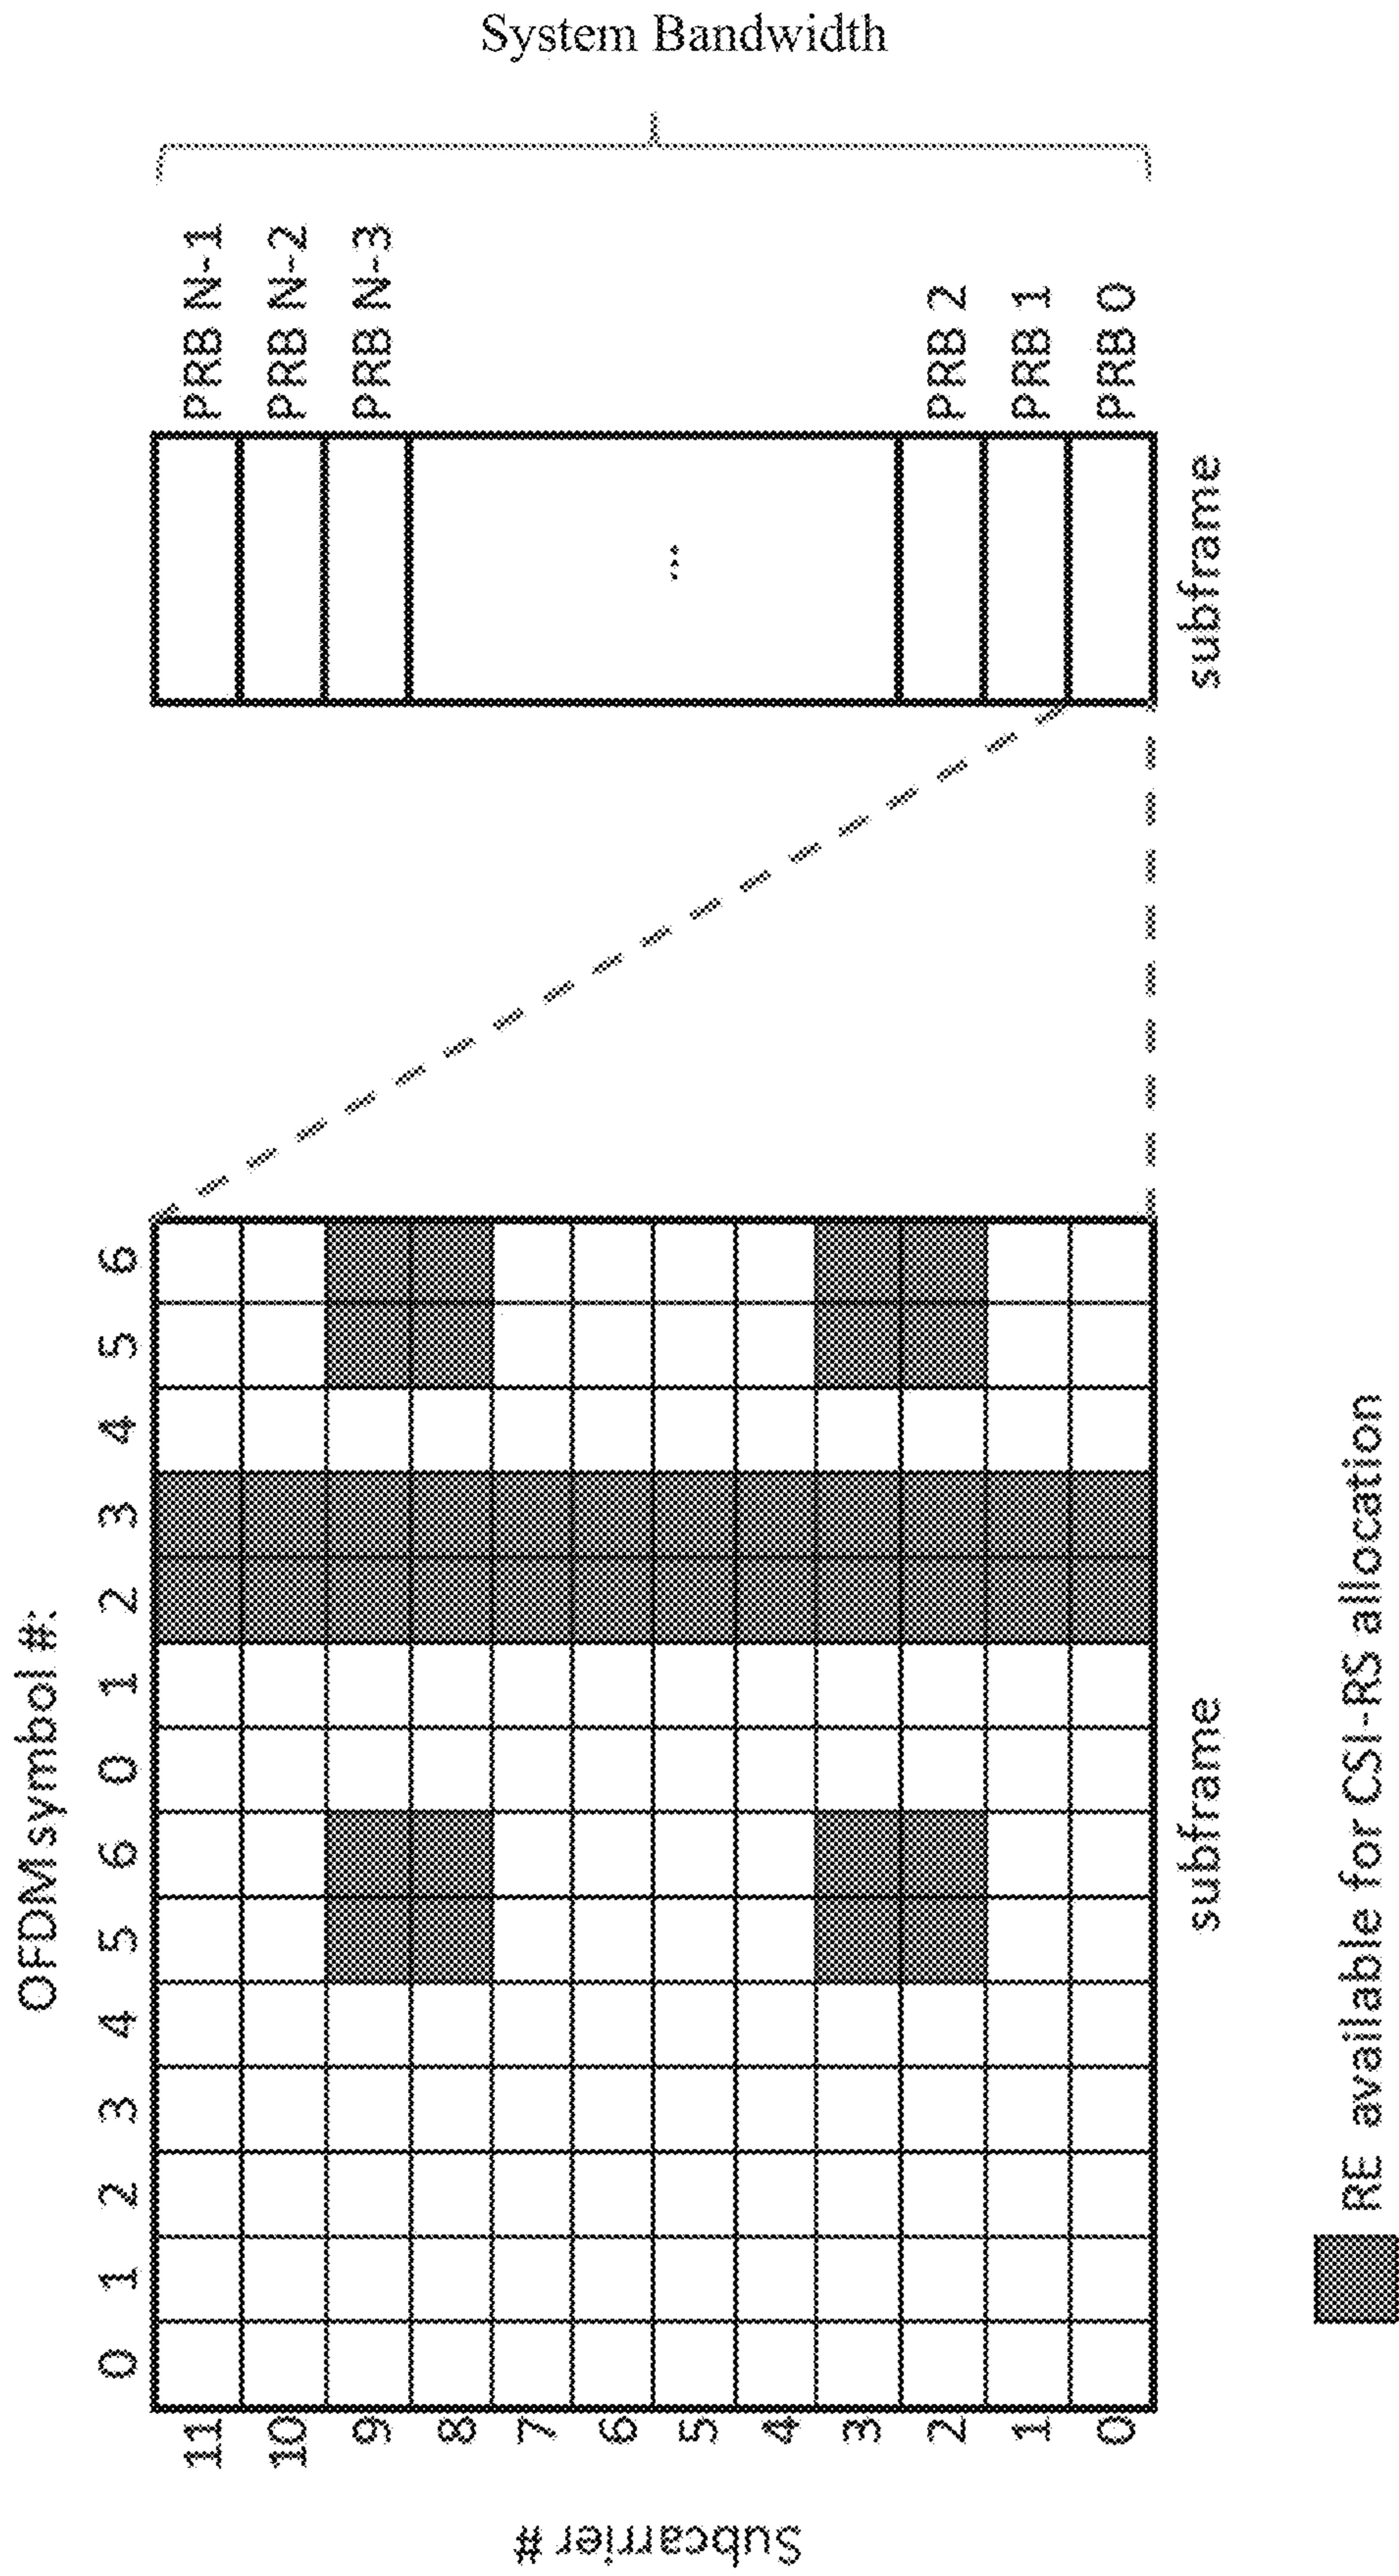 System Bandwidth
OFDM symbol #:
0 1 2 3 4 5 6 0 1 2 3 4 5 6
Subcarrier #
11
10
9
8
7
6
5
4
3
2
1
0
subframe
PRB N-1
PRB N-2
PRB N-3
...
PRB 2
PRB 1
PRB 0
subframe
RE available for CSI-RS allocation